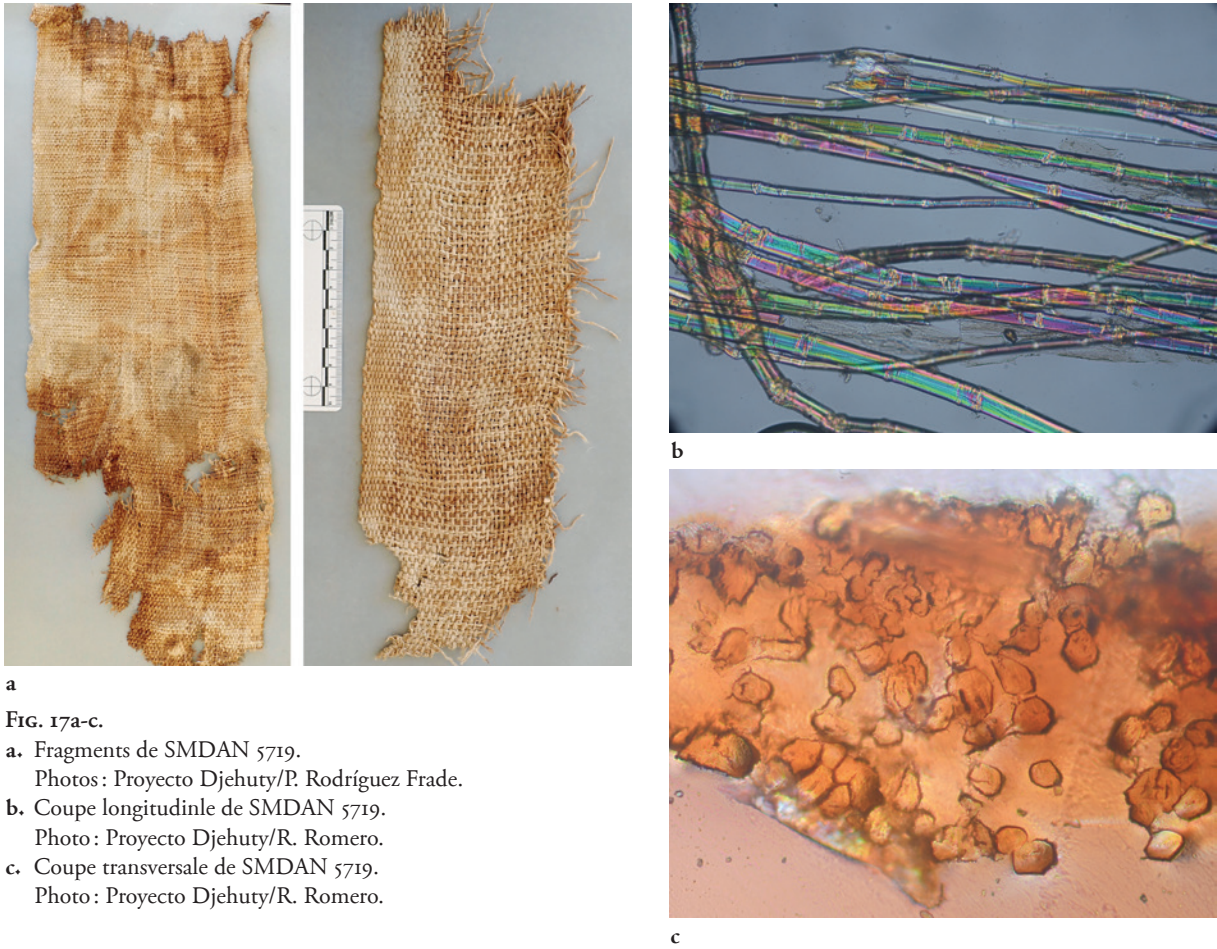 a
Fig. 17a-c.
a. Fragments de SMDAN 5719.
Photos : Proyecto Djehuty/P. Rodríguez Frade.
b. Coupe longitudinle de SMDAN 5719.
Photo : Proyecto Djehuty/R. Romero.
c. Coupe transversale de SMDAN 5719.
Photo : Proyecto Djehuty/R. Romero.
b
c